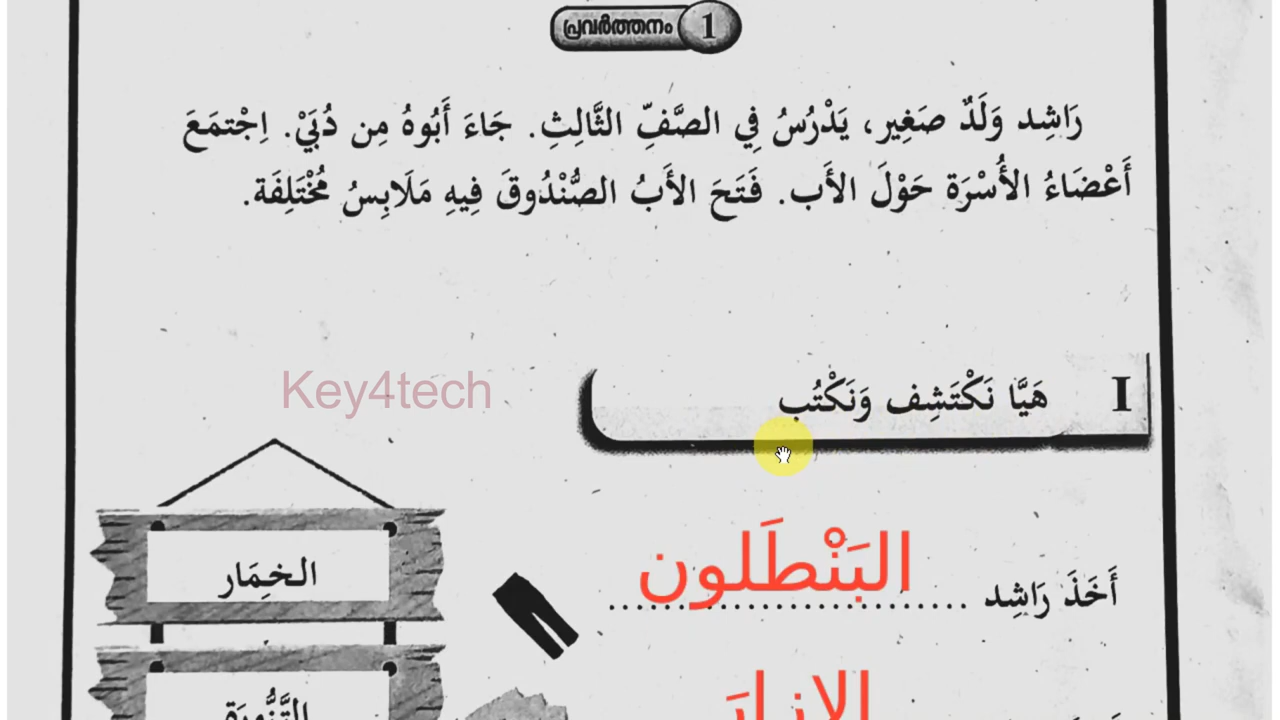 പ്രവർത്തനം 1
رَاشِد وَلَدٌ صَغِير، يَدْرُسُ فِي الصَّفِّ الثَّالِثِ. جَاءَ أَبُوهُ مِن دُبَيْ. اِجْتمَعَ
أَعْضَاءُ الأُسْرَة حَوْلَ الأَب. فَتَحَ الأَبُ الصُّنْدُوقَ فِيهِ مَلَابِسُ مُخْتَلِفَة.
Key4tech
I هَيَّا نَكْتَشِف وَنَكْتُب
أَخَذَ رَاشِد ........................... البَنْطَلون
الخِمَار